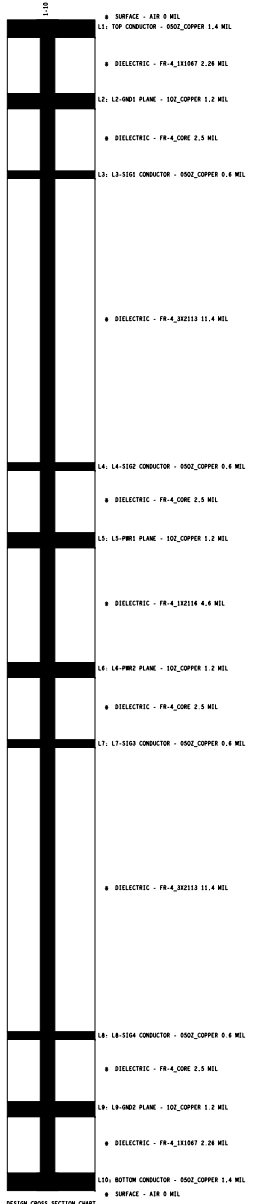 1-10
* SURFACE - AIR 0 MIL
L1: TOP CONDUCTOR - 050Z_COPPER 1.4 MIL
* DIELECTRIC - FR-4_1X1067 2.26 MIL
L2: L2-GND1 PLANE - 1OZ_COPPER 1.2 MIL
* DIELECTRIC - FR-4_CORE 2.5 MIL
L3: L3-SIG1 CONDUCTOR - 050Z_COPPER 0.6 MIL
* DIELECTRIC - FR-4_3X2113 11.4 MIL
L4: L4-SIG2 CONDUCTOR - 050Z_COPPER 0.6 MIL
* DIELECTRIC - FR-4_CORE 2.5 MIL
L5: L5-PWR1 PLANE - 1OZ_COPPER 1.2 MIL
* DIELECTRIC - FR-4_1X2116 4.6 MIL
L6: L6-PWR2 PLANE - 1OZ_COPPER 1.2 MIL
* DIELECTRIC - FR-4_CORE 2.5 MIL
L7: L7-SIG3 CONDUCTOR - 050Z_COPPER 0.6 MIL
* DIELECTRIC - FR-4_3X2113 11.4 MIL
L8: L8-SIG4 CONDUCTOR - 050Z_COPPER 0.6 MIL
* DIELECTRIC - FR-4_CORE 2.5 MIL
L9: L9-GND2 PLANE - 1OZ_COPPER 1.2 MIL
* DIELECTRIC - FR-4_1X1067 2.26 MIL
L10: BOTTOM CONDUCTOR - 050Z_COPPER 1.4 MIL
* SURFACE - AIR 0 MIL
DESIGN CROSS SECTION CHART